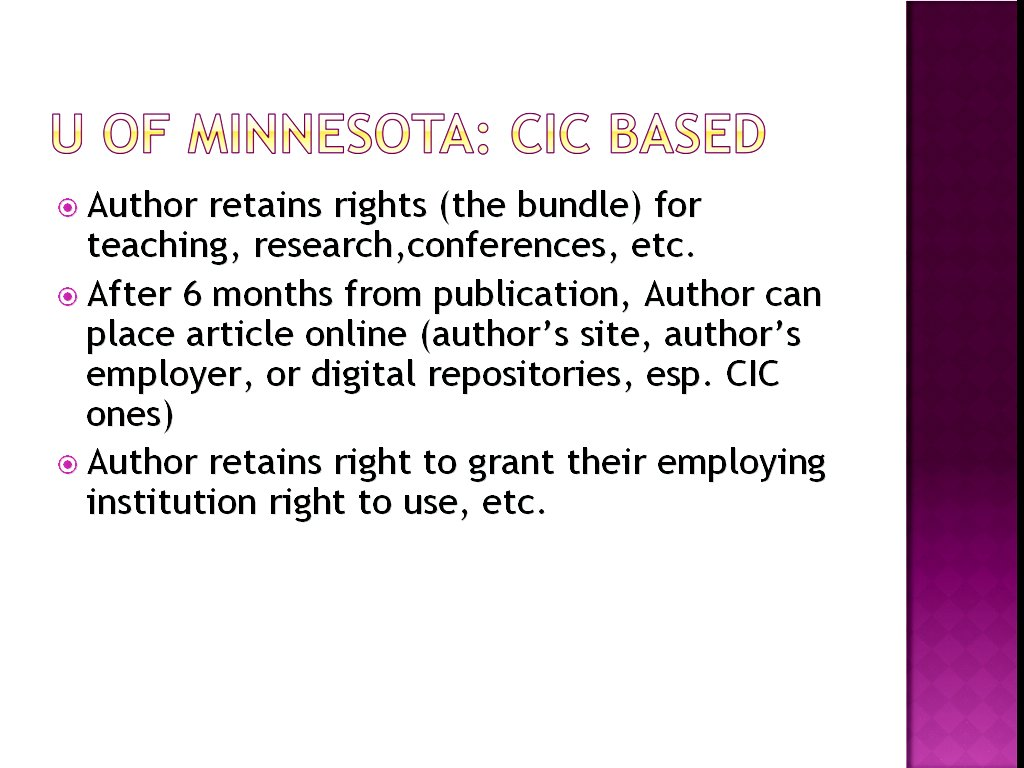 U OF MINNESOTA: CIC BASED
Author retains rights (the bundle) for
teaching, research,conferences, etc.
After 6 months from publication, Author can
place article online (author’s site, author’s
employer, or digital repositories, esp. CIC
ones)
Author retains right to grant their employing
institution right to use, etc.